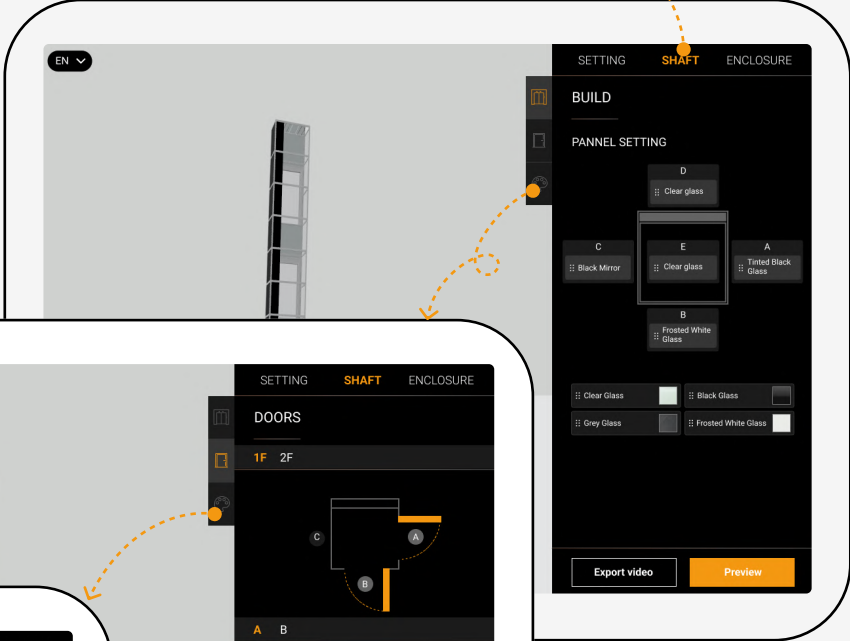 EN
SETTING SHAFT ENCLOSURE
BUILD
PANNEL SETTING
D
Clear glass
C E A
Black Mirror Clear glass Tinted Black
Glass
B
Frosted White
Glass
Clear Glass Black Glass
Grey Glass Frosted White Glass
Export video Preview
SETTING SHAFT ENCLOSURE
DOORS
1F 2F
C A
B
A B